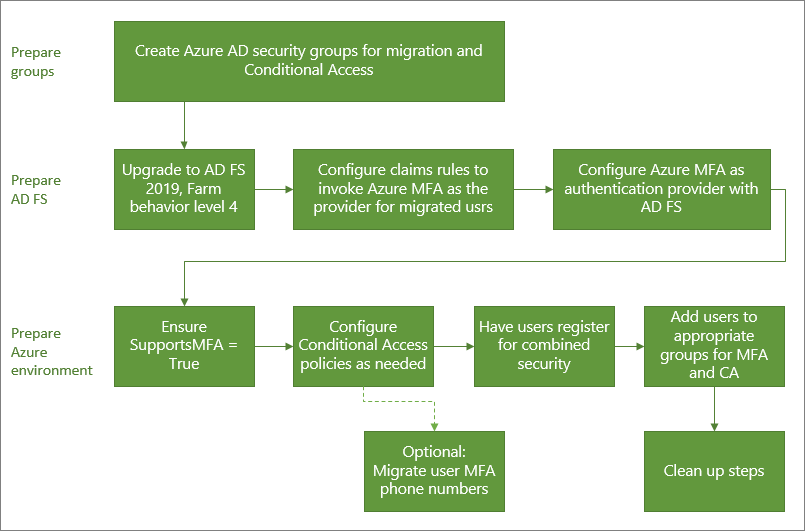 Prepare
groups
Create Azure AD security groups for migration and
Conditional Access
Prepare
AD FS
Upgrade to AD FS
2019, Farm
behavior level 4
Configure claims rules to
invoke Azure MFA as the
provider for migrated usrs
Configure Azure MFA as
authentication provider with
AD FS
Prepare
Azure
environment
Ensure
SupportsMFA =
True
Configure
Conditional Access
policies as needed
Have users register
for combined
security
Add users to
appropriate
groups for MFA
and CA
Optional:
Migrate user MFA
phone numbers
Clean up steps